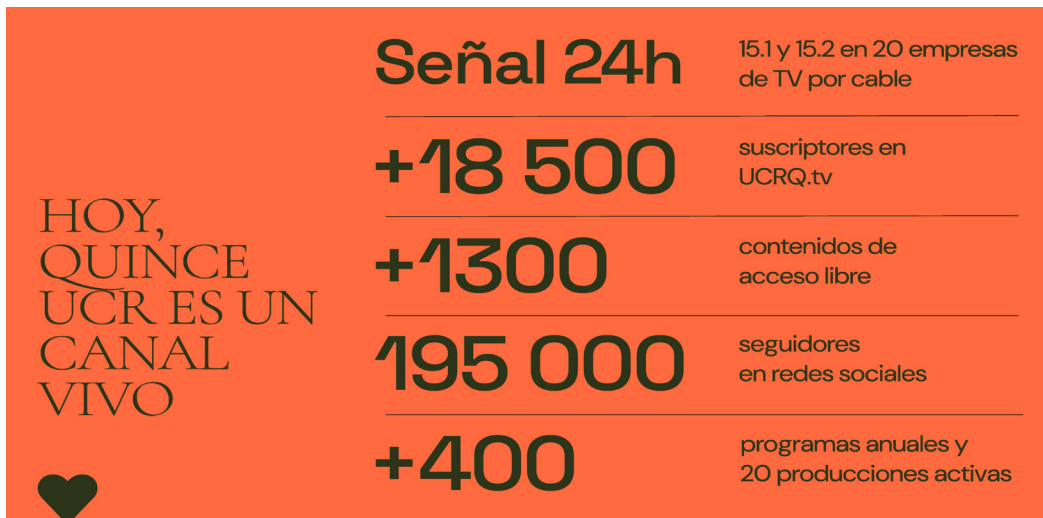 HOY,
QUINCE
UCR ES UN
CANAL
VIVO
Señal 24h
15.1 y 15.2 en 20 empresas
de TV por cable
+18 500
suscriptores en
UCRQ.tv
+1300
contenidos de
acceso libre
195 000
seguidores
en redes sociales
+400
programas anuales y
20 producciones activas